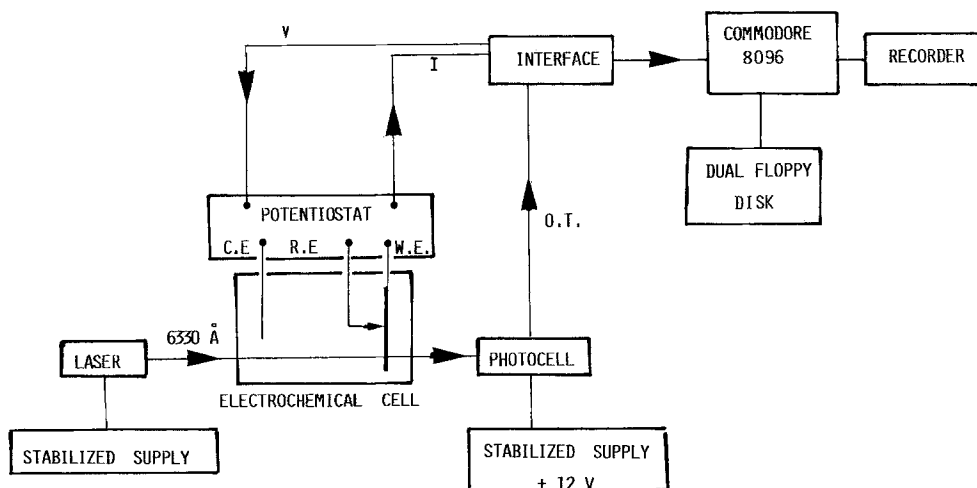 V
I
INTERFACE
COMMODORE
8096
RECORDER
DUAL FLOPPY
DISK
POTENTIOSTAT
C.E R.E W.E.
O.T.
6330 Å
LASER
PHOTOCELL
ELECTROCHEMICAL CELL
STABILIZED SUPPLY
STABILIZED SUPPLY
+ 12 V